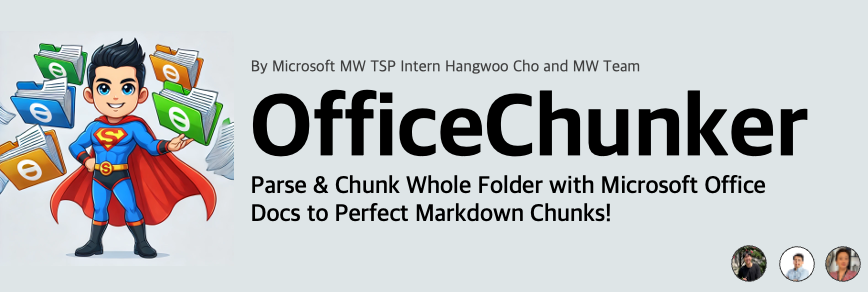 By Microsoft MW TSP Intern Hangwoo Cho and MW Team
OfficeChunker
Parse & Chunk Whole Folder with Microsoft Office
Docs to Perfect Markdown Chunks!
S
S